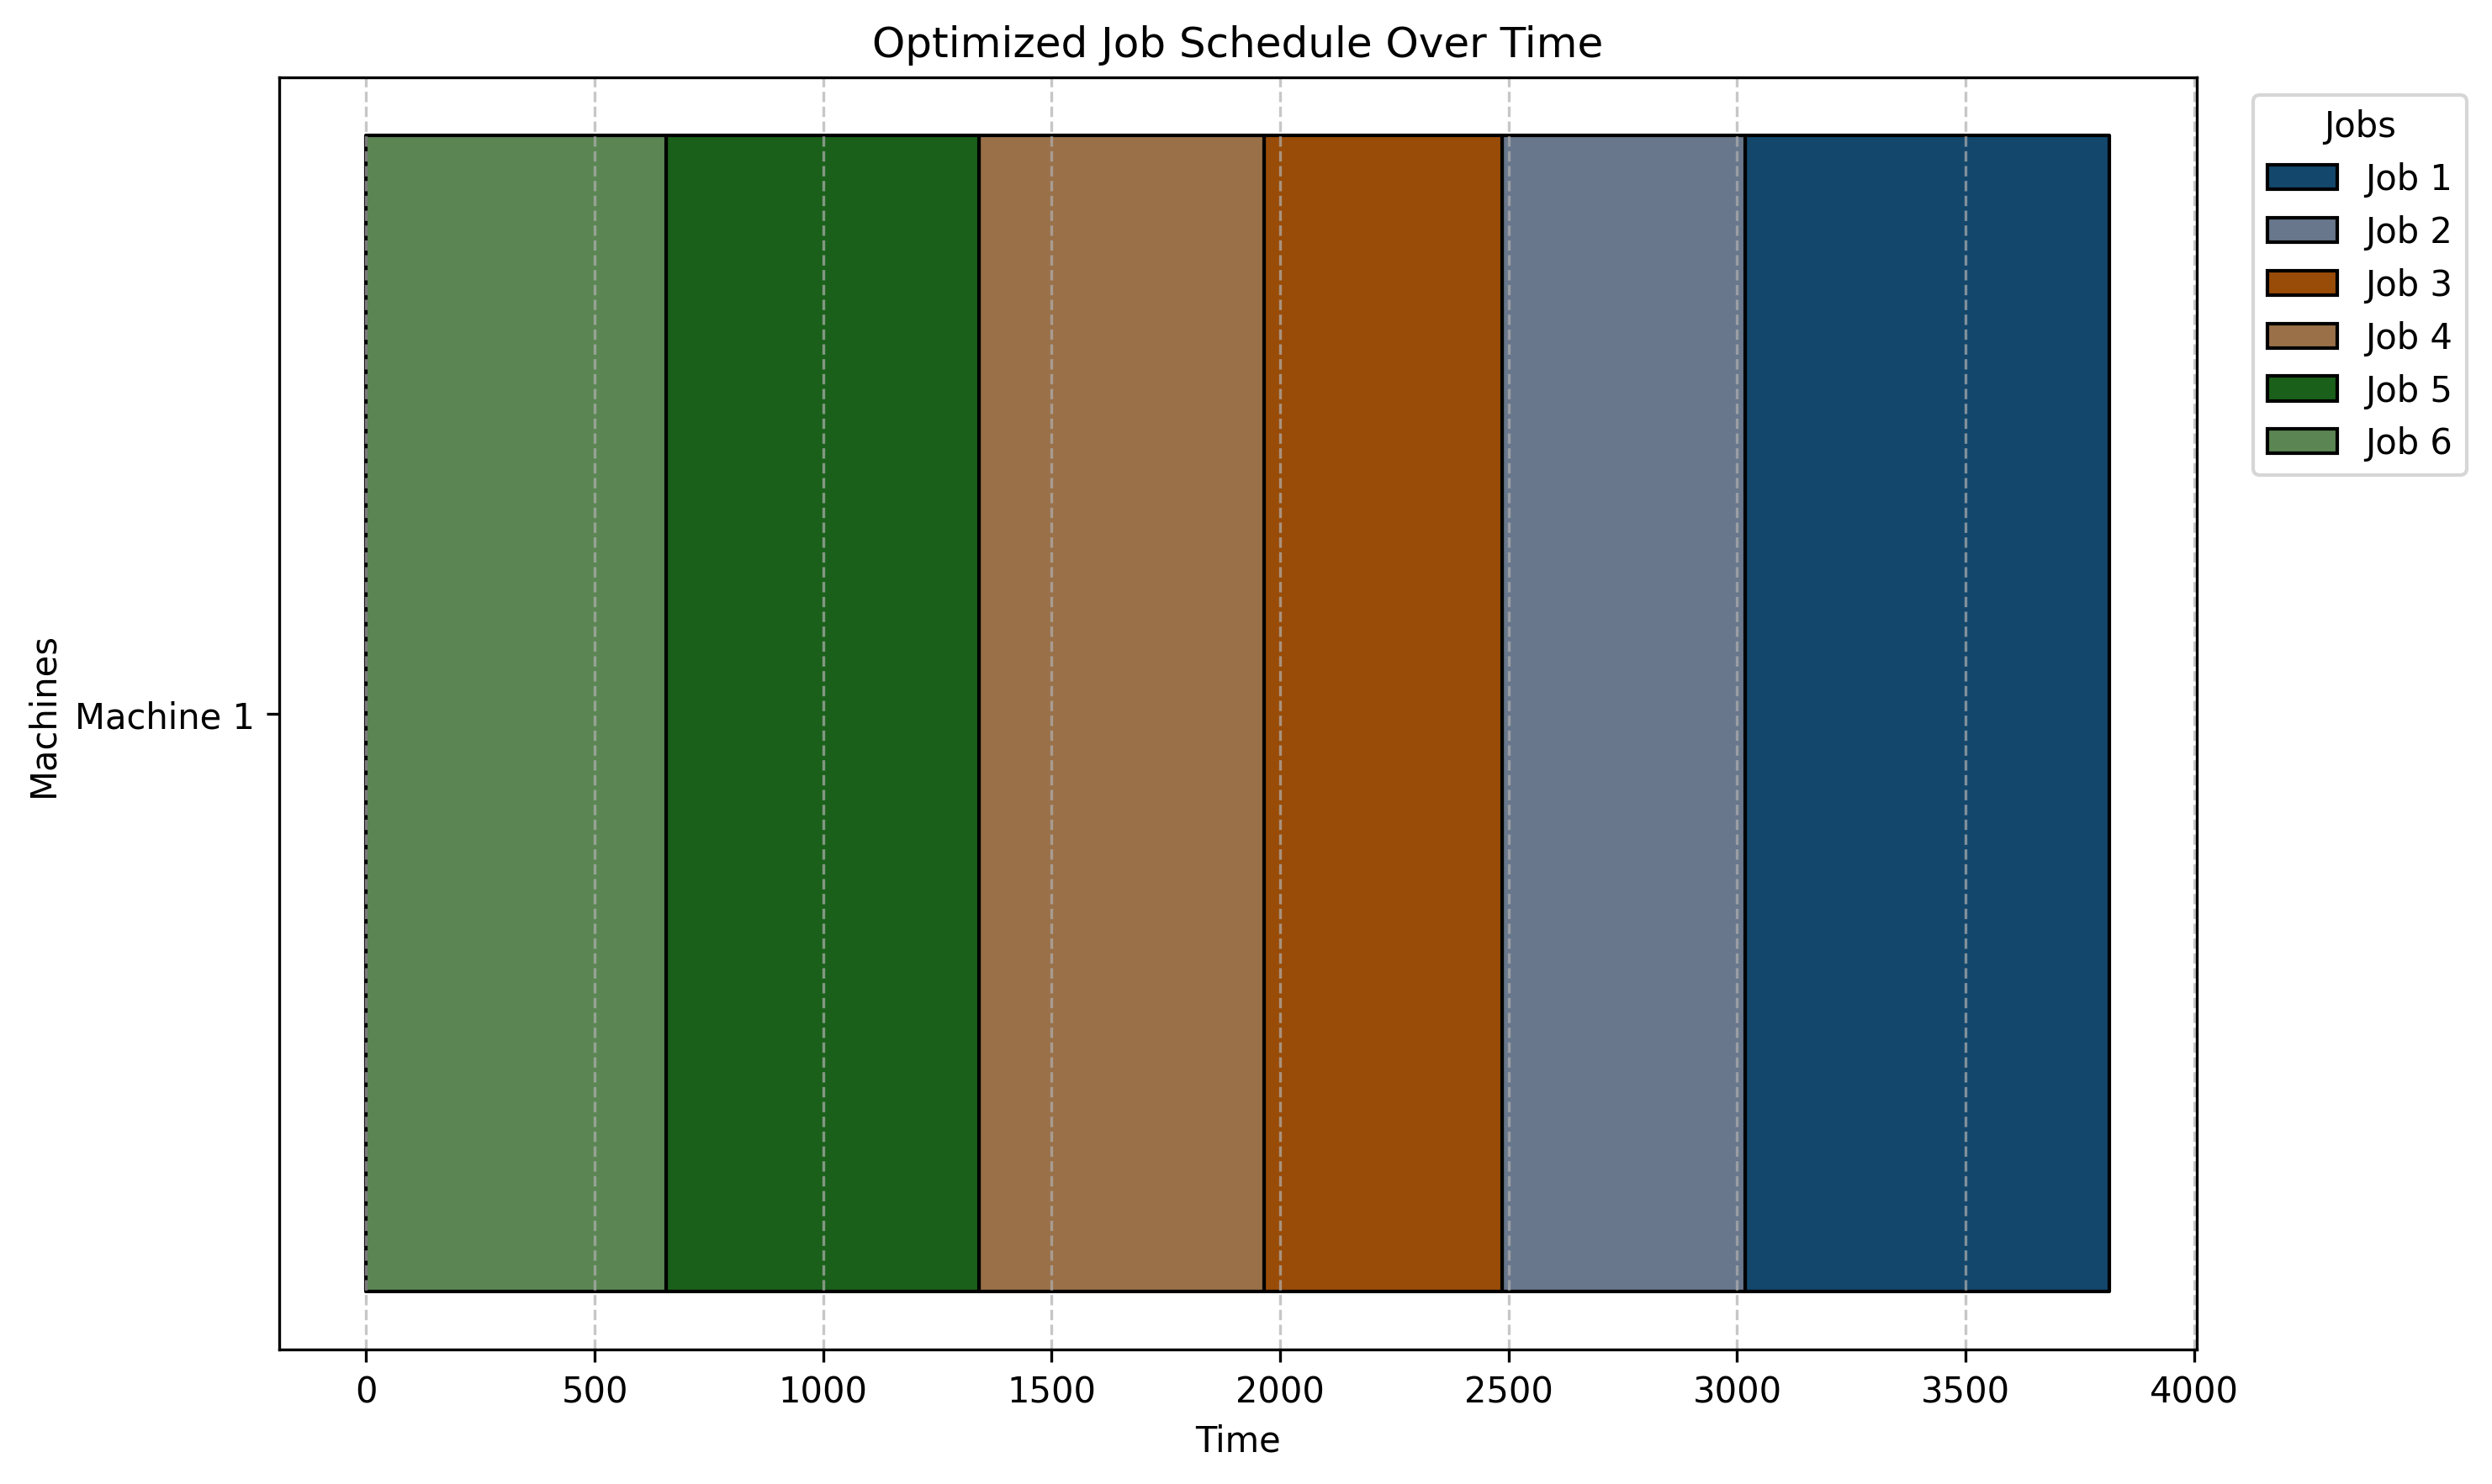 Optimized Job Schedule Over Time
Jobs
Job 1
Job 2
Job 3
Job 4
Job 5
Job 6
Machines
Machine 1
0 500 1000 1500 2000 2500 3000 3500 4000
Time